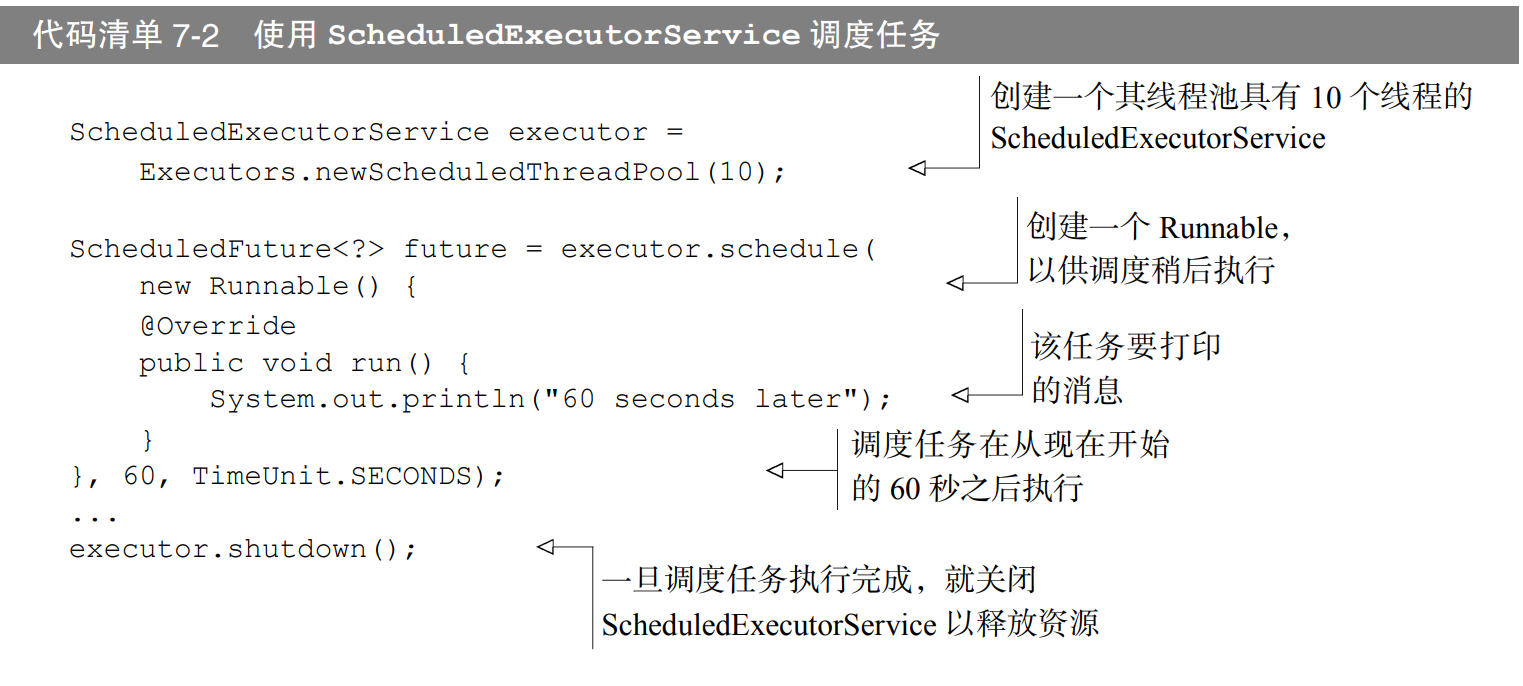 代码清单 7-2 使用 ScheduledExecutorService 调度任务
创建一个其线程池具有 10 个线程的
ScheduledExecutorService
ScheduledExecutorService executor =
Executors.newScheduledThreadPool(10);
创建一个 Runnable，
以供调度稍后执行
ScheduledFuture<?> future = executor.schedule(
new Runnable() {
@Override
public void run() {
该任务要打印
的消息
System.out.println("60 seconds later");
}
调度任务在从现在开始
的 60 秒之后执行
}, 60, TimeUnit.SECONDS);
...
executor.shutdown();
一旦调度任务执行完成，就关闭
ScheduledExecutorService 以释放资源